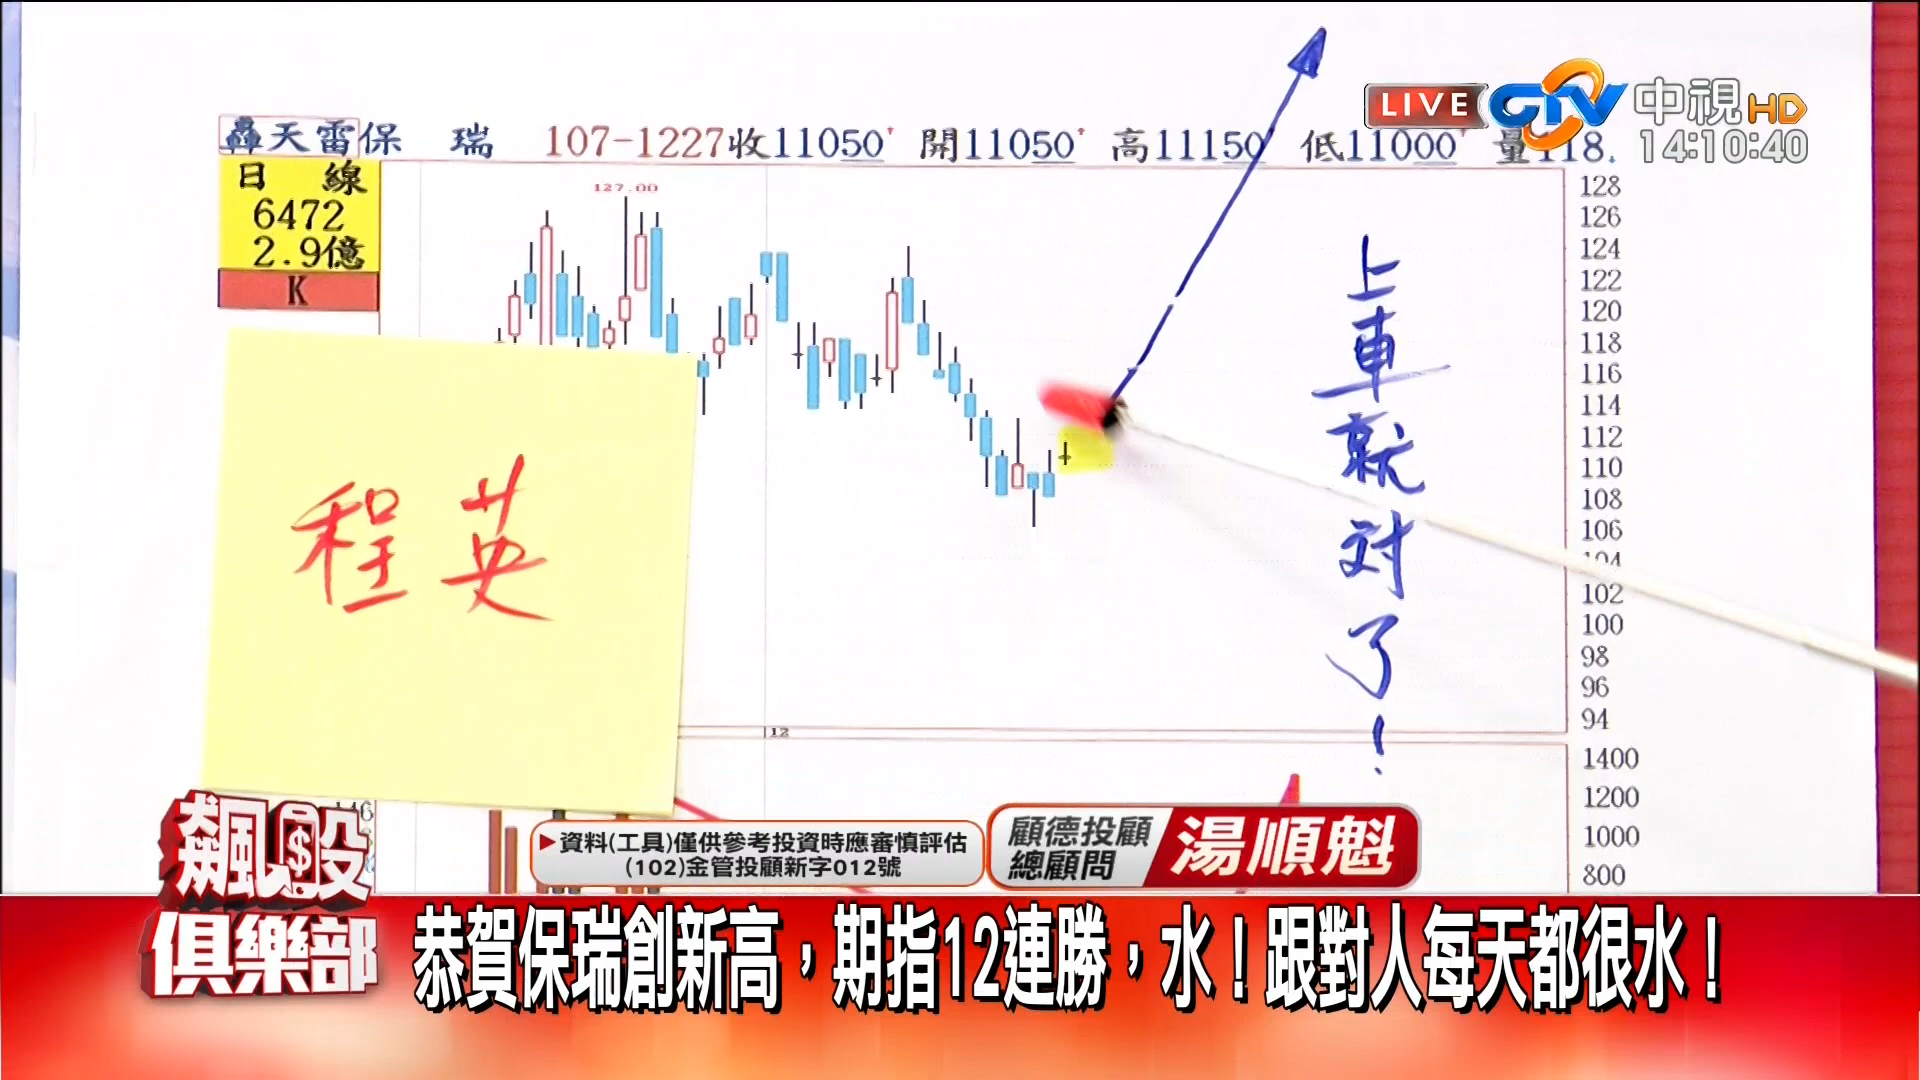 LIVE CTV 中視 HD
14:10:40
轟天雷保 瑞 107-1227收11050' 開11050' 高11150' 低11000' 量118.
日 線
6472
2.9億
K
127.00
128
126
124
122
120
118
116
114
112
110
108
106
104
102
100
98
96
94
12
1400
1200
1000
800
程英
上車就对了!
飆股俱樂部
資料(工具)僅供參考投資時應審慎評估
(102)金管投顧新字012號
顧德投顧
總顧問
湯順魁
恭賀保瑞創新高,期指12連勝,水!跟對人每天都很水!